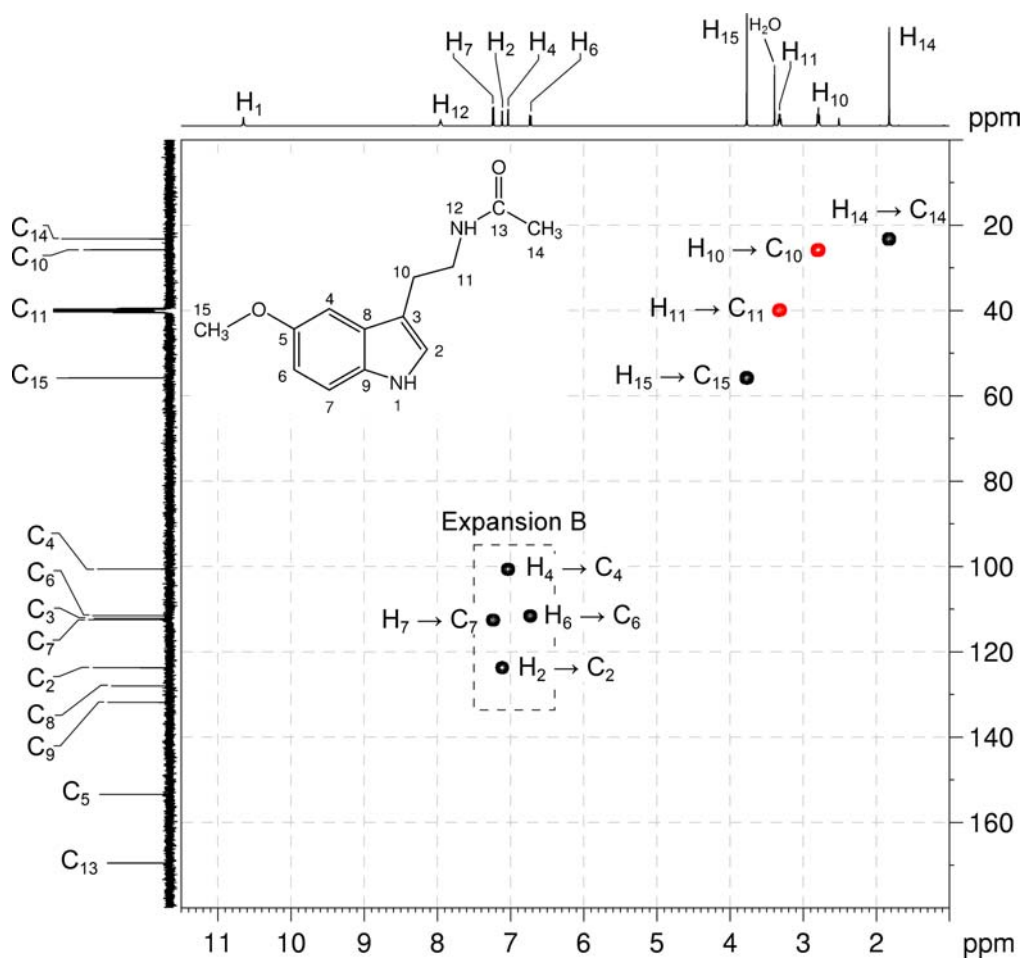 H₁
H₁₂
H₇
H₂
H₄
H₆
H₁₅
H₂O
H₁₁
H₁₀
H₁₄
ppm
C₁₄
C₁₀
C₁₁
C₁₅
C₄
C₆
C₃
C₇
C₂
C₈
C₉
C₅
C₁₃
O
12
NH
C
13
CH₃
14
10
11
15
O
CH₃
4
5
6
7
8
9
3
2
NH
1
H₁₄ → C₁₄
H₁₀ → C₁₀
H₁₁ → C₁₁
H₁₅ → C₁₅
Expansion B
H₄ → C₄
H₇ → C₇
H₆ → C₆
H₂ → C₂
20
40
60
80
100
120
140
160
11 10 9 8 7 6 5 4 3 2 ppm